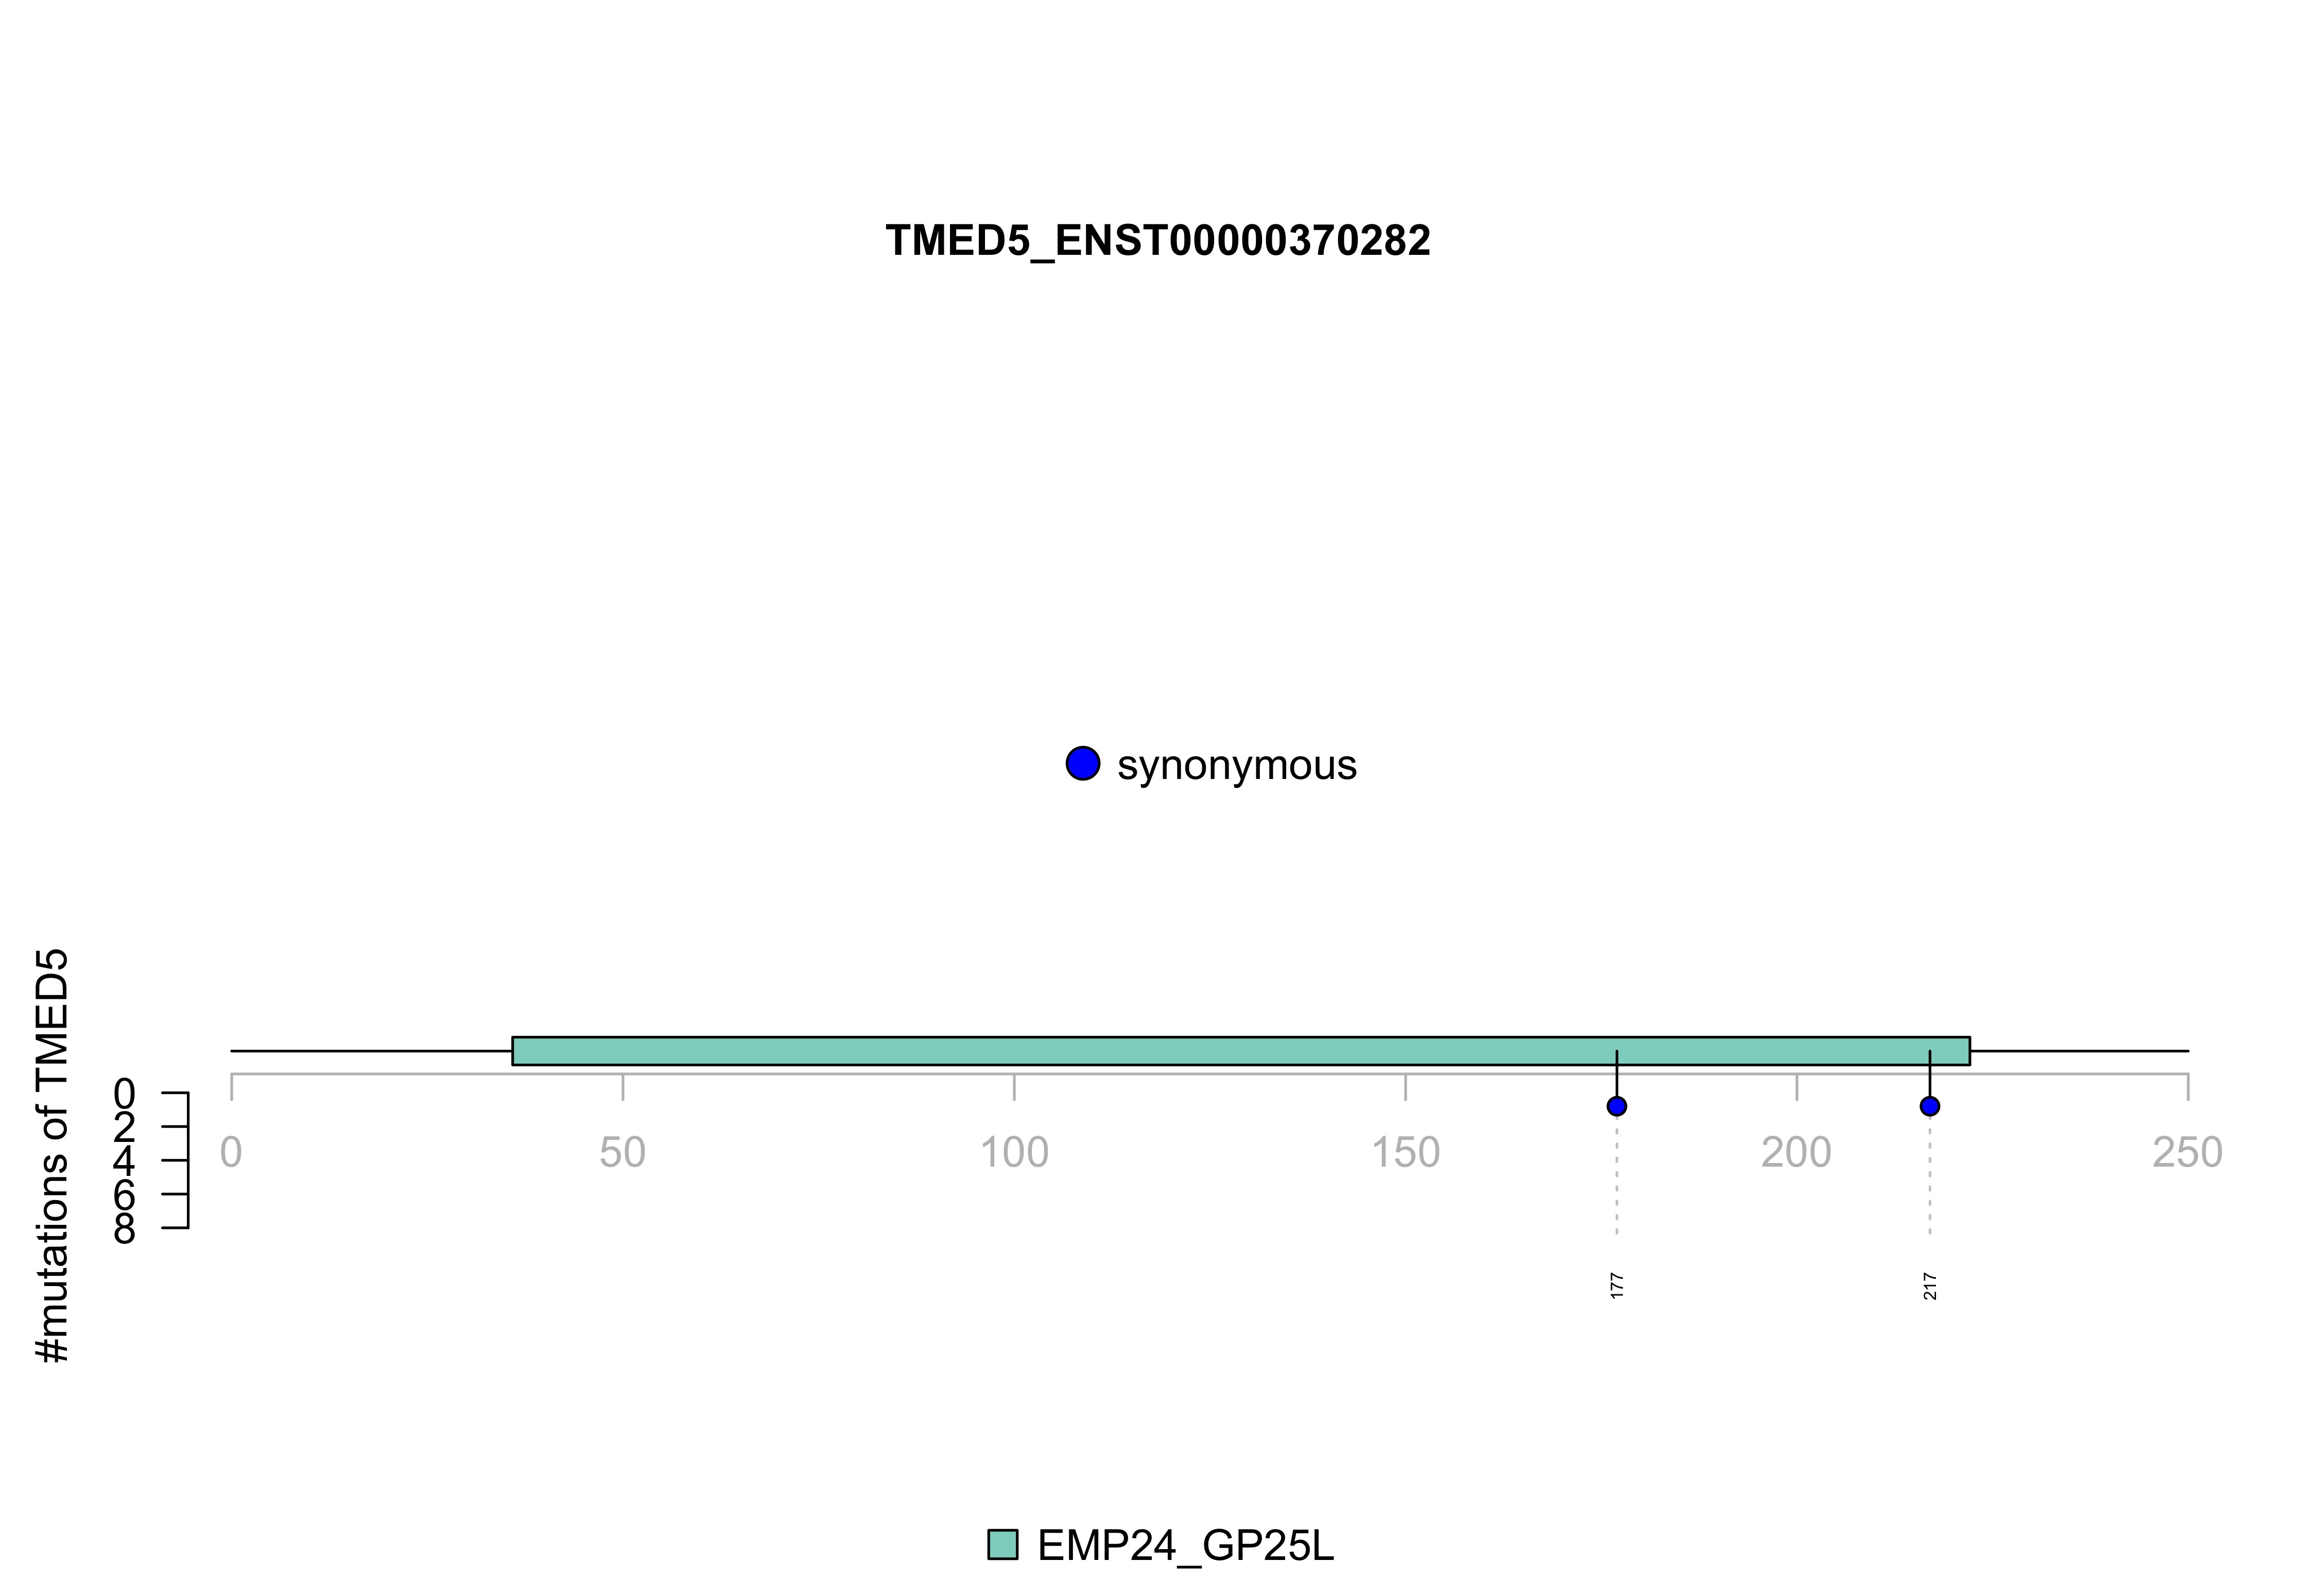 TMED5_ENST00000370282
synonymous
#mutations of TMED5
0
2
4
6
8
0 50 100 150 200 250
177 217
EMP24_GP25L